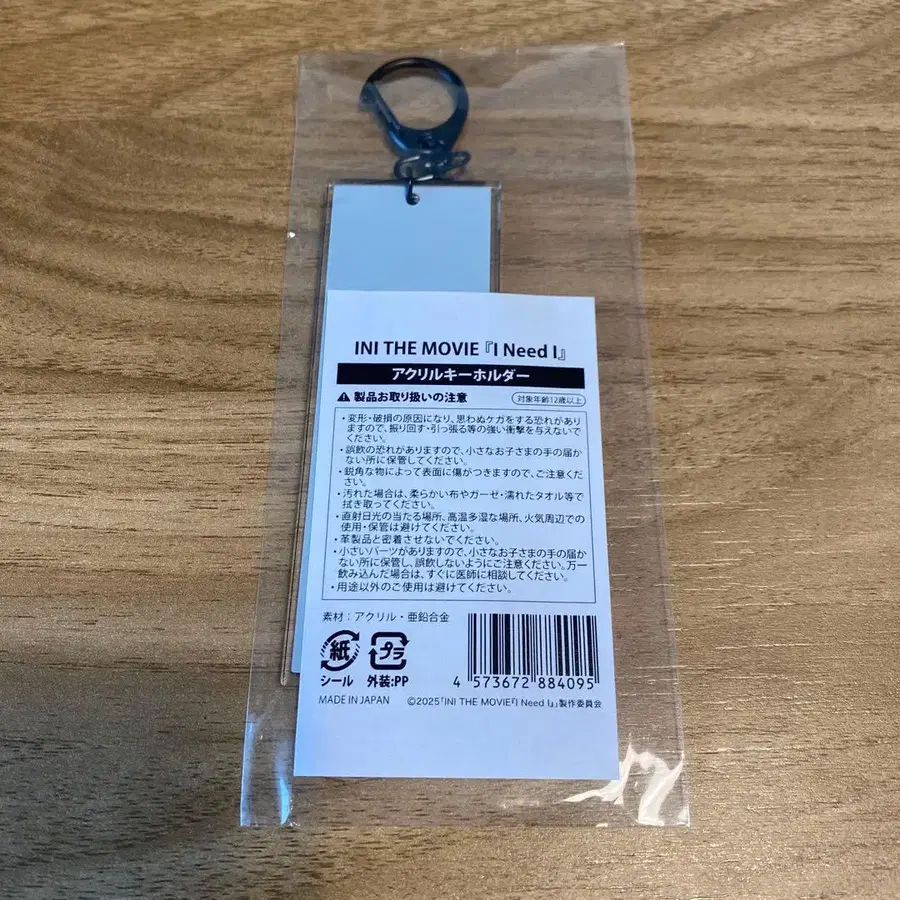 INI THE MOVIE『I Need I』
アクリルキーホルダー
⚠製品お取り扱いの注意
対象年齢12歳以上
・変形・破損の原因になり、思わぬケガをする恐れがあり
ますので、振り回す・引っ張る等の強い衝撃を与えないで
ください。
・誤飲の恐れがありますので、小さなお子さまの手の届か
ない所に保管してください。
・鋭角な物によって表面に傷がつきますので、ご注意くだ
さい。
・汚れた場合は、柔らかい布やガーゼ・濡れたタオル等で
拭き取ってください。
・直射日光の当たる場所、高温多湿な場所、火気周辺での
使用・保管は避けてください。
・革製品と密着させないでください。
・小さいパーツがありますので、小さなお子さまの手の届か
ない所に保管し、誤飲しないようにご注意ください。万一
飲み込んだ場合は、すぐに医師に相談してください。
・用途以外のご使用は避けてください。
素材：アクリル・亜鉛合金
紙
シール
プラ
外装:PP
4 573672 884095
MADE IN JAPAN
©2025「INI THE MOVIE『I Need I』」製作委員会